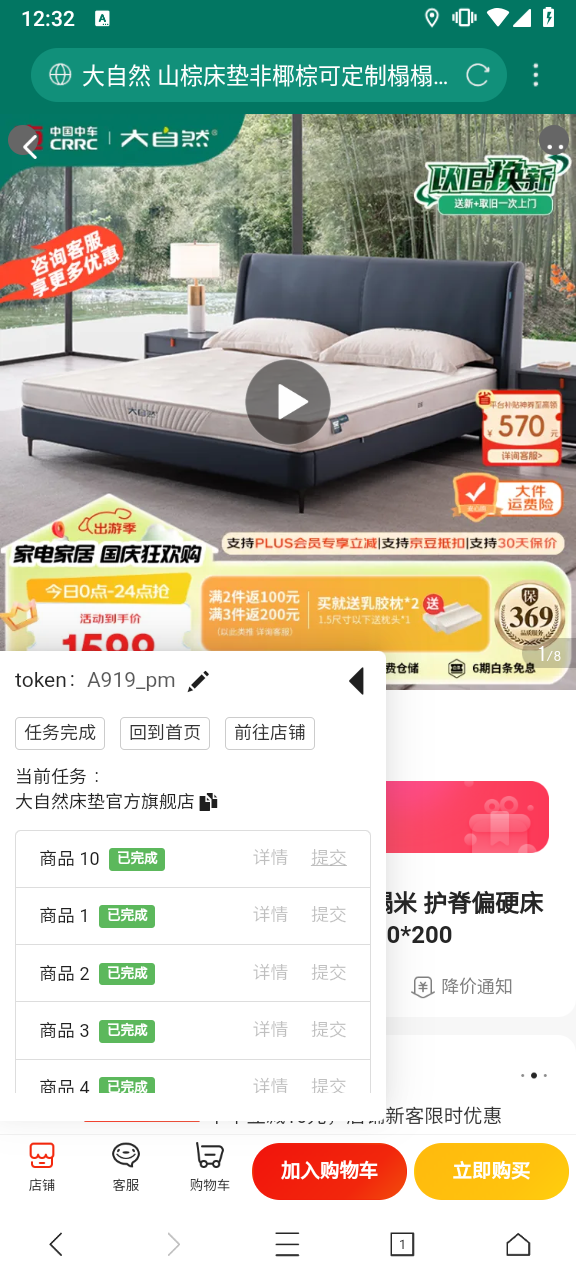 12:32
A
大自然 山棕床垫非椰棕可定制榻榻...
中国中车
CRRC
大自然®
以旧换新
送新+取旧一次上门
咨询客服
享更多优惠
大自然
省
平台补贴神券至高领
¥570元
详询客服>
大件
运费险
出游季
家电家居 国庆狂欢购
支持PLUS会员专享立减|支持京豆抵扣|支持30天保价
今日0点-24点抢
活动到手价
1599
满2件返100元
满3件返200元
(以此类推 详询客服)
买就送乳胶枕*2
1.5尺寸以下送枕头*1
送
保
369
品质服务
费仓储
6期白条免息
1/8
token： A919_pm
任务完成
回到首页
前往店铺
当前任务：
大自然床垫官方旗舰店
商品 10 已完成 详情 提交
商品 1 已完成 详情 提交
商品 2 已完成 详情 提交
商品 3 已完成 详情 提交
商品 4 已完成 详情 提交
榻米 护脊偏硬床
0*200
降价通知
店铺新客限时优惠
店铺
客服
购物车
加入购物车
立即购买
1